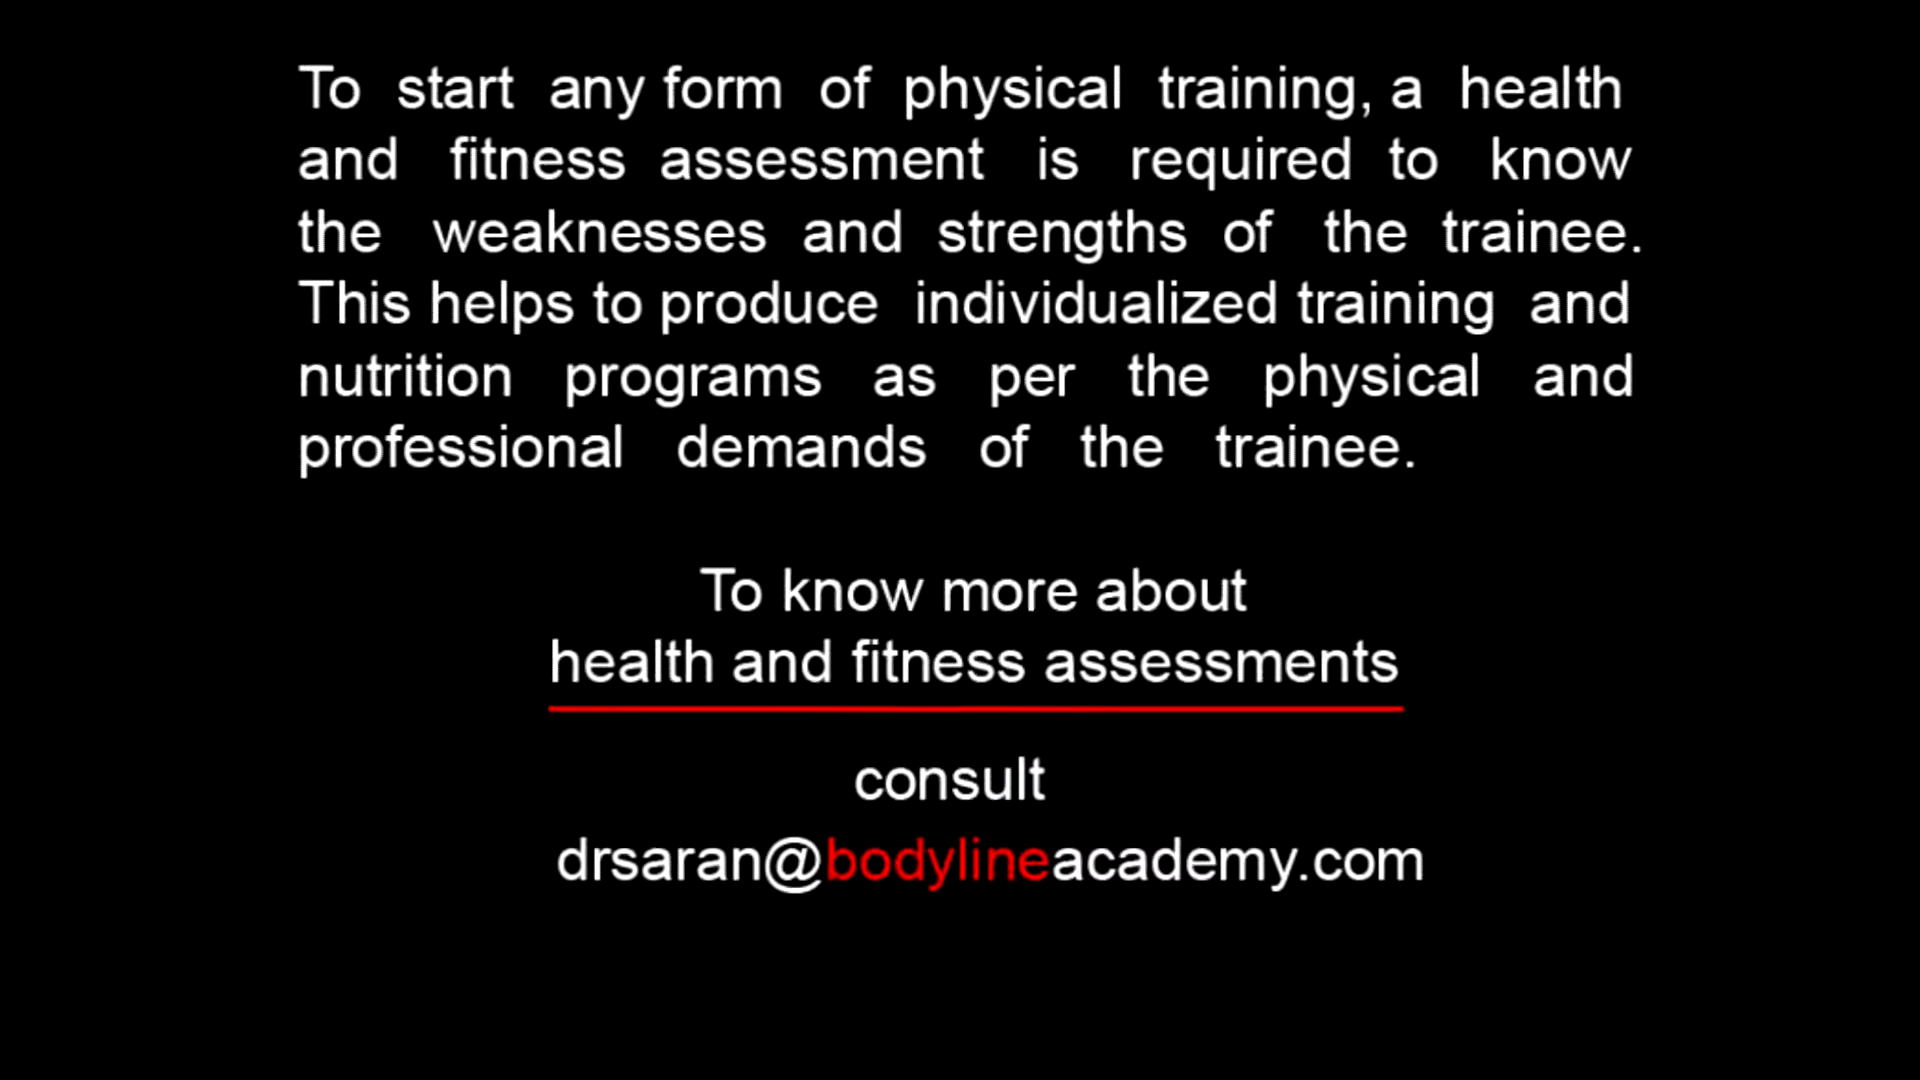 To start any form of physical training, a health
and fitness assessment is required to know
the weaknesses and strengths of the trainee.
This helps to produce individualized training and
nutrition programs as per the physical and
professional demands of the trainee.
To know more about
health and fitness assessments
consult
drsaran@bodylineacademy.com